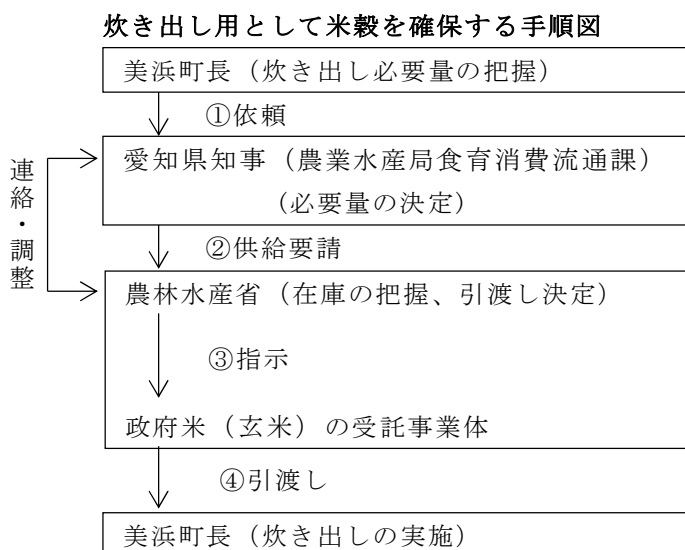 炊き出し用として米穀を確保する手順図
美浜町長（炊き出し必要量の把握）
①依頼
愛知県知事（農業水産局食育消費流通課）
（必要量の決定）
連絡・調整
②供給要請
農林水産省（在庫の把握、引渡し決定）
③指示
政府米（玄米）の受託事業体
④引渡し
美浜町長（炊き出しの実施）